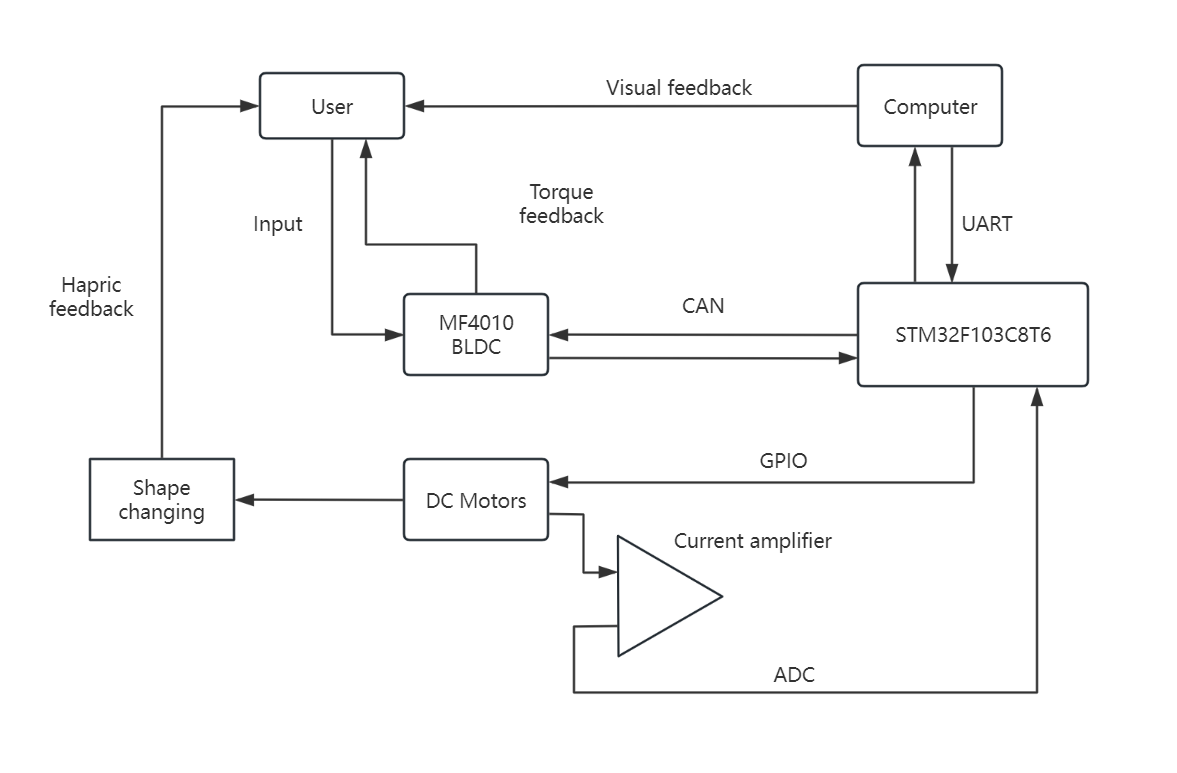 Visual feedback
User
Computer
Torque
feedback
Input
UART
Hapric
feedback
CAN
MF4010
BLDC
STM32F103C8T6
GPIO
Shape
changing
DC Motors
Current amplifier
ADC